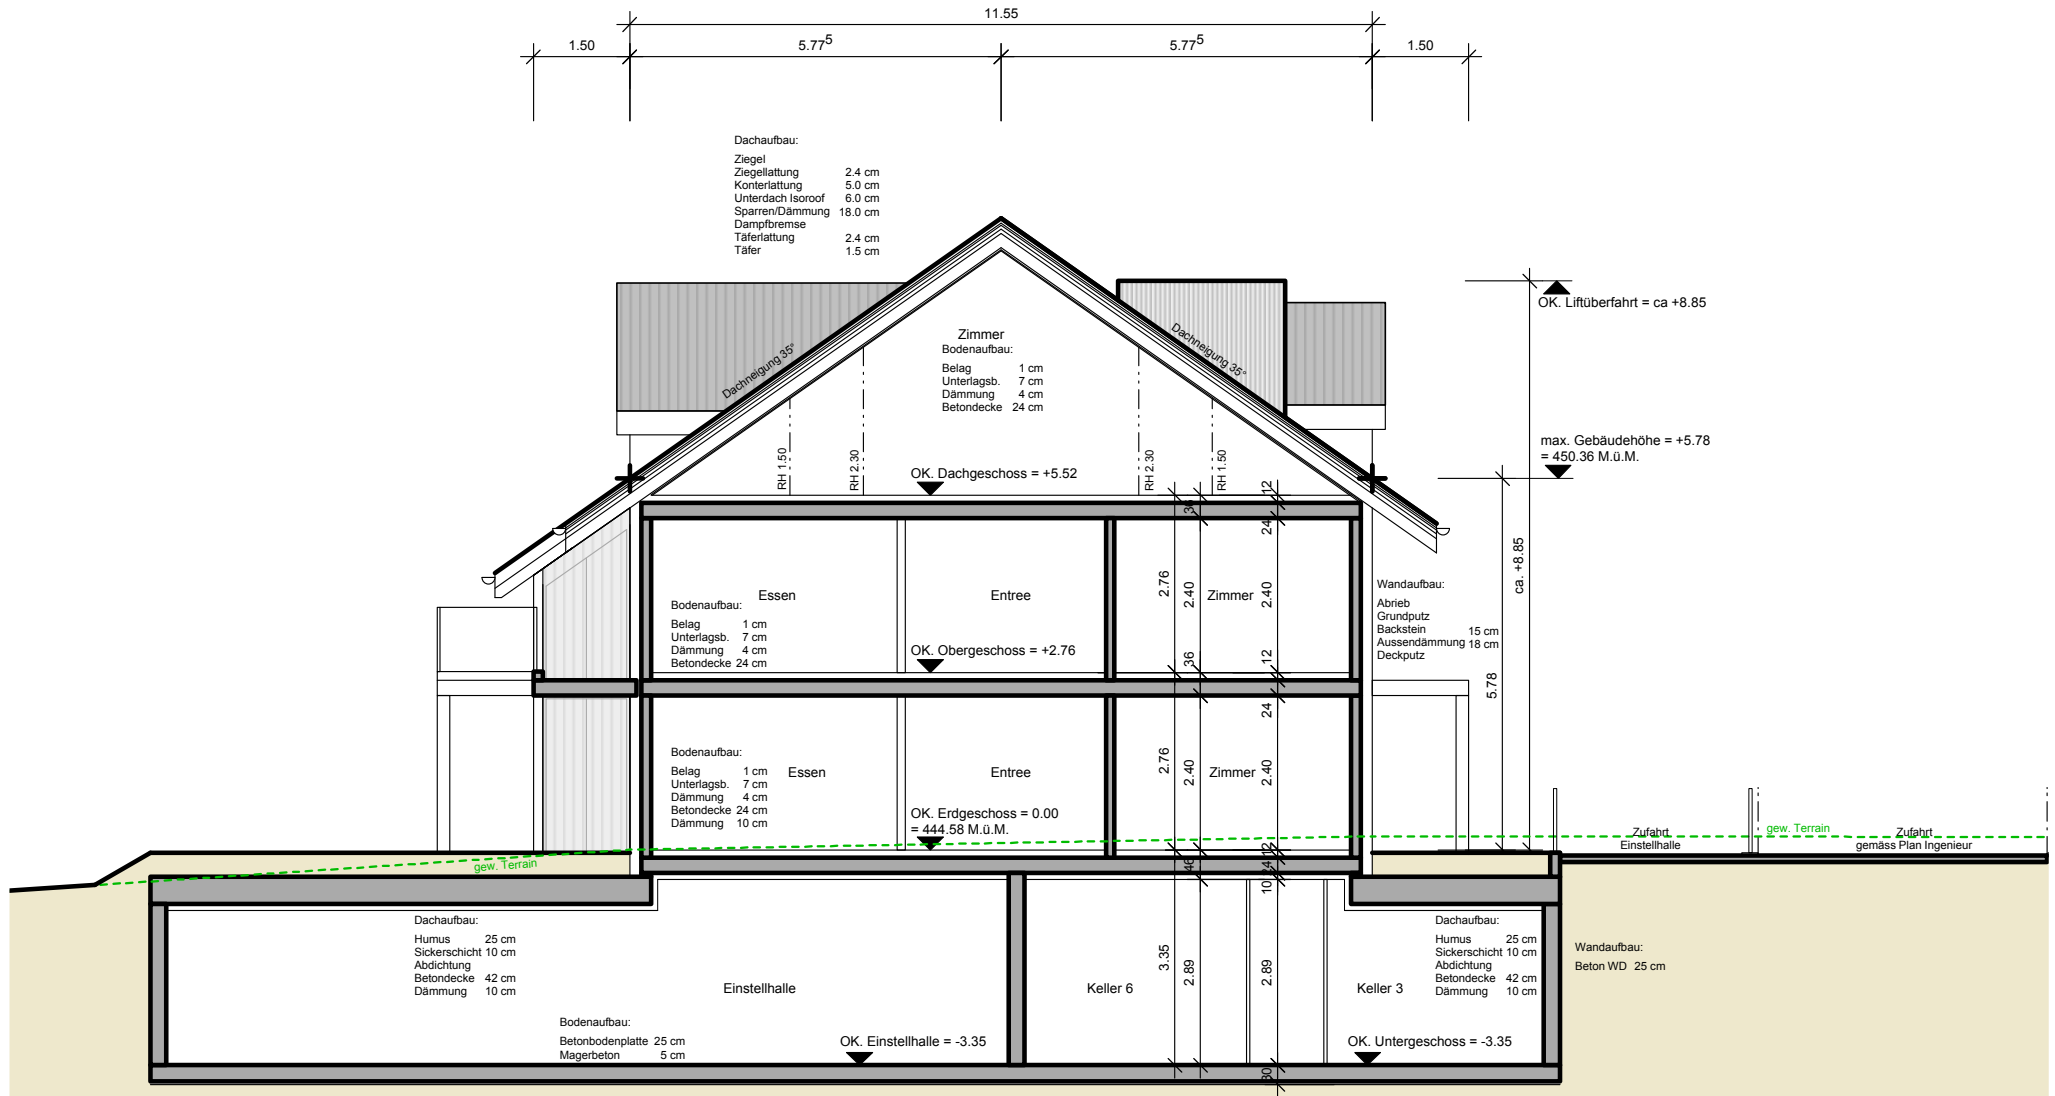 11.55
1.50
5.77⁵
5.77⁵
1.50
Dachaufbau:
Ziegel
Ziegellattung 2.4 cm
Konterlattung 5.0 cm
Unterdach Isoroof 6.0 cm
Sparren/Dämmung 18.0 cm
Dampfbremse
Täferlattung 2.4 cm
Täfer 1.5 cm
OK. Liftüberfahrt = ca +8.85
Dachneigung 35°
Dachneigung 35°
Zimmer
Bodenaufbau:
Belag 1 cm
Unterlagsb. 7 cm
Dämmung 4 cm
Betondecke 24 cm
max. Gebäudehöhe = +5.78
= 450.36 M.ü.M.
RH 1.50
RH 2.30
OK. Dachgeschoss = +5.52
RH 2.30
RH 1.50
12
36
24
ca. +8.85
Essen
Entree
Zimmer
2.76
2.40
2.40
Bodenaufbau:
Belag 1 cm
Unterlagsb. 7 cm
Dämmung 4 cm
Betondecke 24 cm
Wandaufbau:
Abrieb
Grundputz
Backstein 15 cm
Aussendämmung 18 cm
Deckputz
OK. Obergeschoss = +2.76
36
12
5.78
24
Bodenaufbau:
Belag 1 cm
Unterlagsb. 7 cm
Dämmung 4 cm
Betondecke 24 cm
Dämmung 10 cm
Essen
Entree
Zimmer
2.76
2.40
2.40
OK. Erdgeschoss = 0.00
= 444.58 M.ü.M.
gew. Terrain
gew. Terrain
Zufahrt
Einstellhalle
Zufahrt
gemäss Plan Ingenieur
12
46
24
10
Dachaufbau:
Humus 25 cm
Sickerschicht 10 cm
Abdichtung
Betondecke 42 cm
Dämmung 10 cm
Dachaufbau:
Humus 25 cm
Sickerschicht 10 cm
Abdichtung
Betondecke 42 cm
Dämmung 10 cm
Wandaufbau:
Beton WD 25 cm
3.35
2.89
2.89
Einstellhalle
Keller 6
Keller 3
Bodenaufbau:
Betonbodenplatte 25 cm
Magerbeton 5 cm
OK. Einstellhalle = -3.35
OK. Untergeschoss = -3.35
30